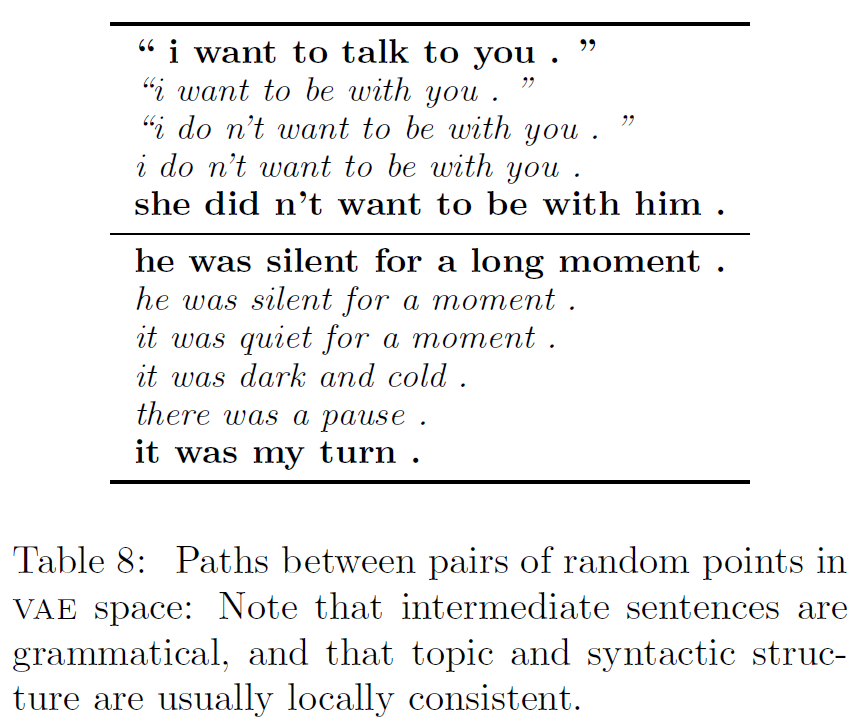 “ i want to talk to you . ”
“i want to be with you . ”
“i do n’t want to be with you . ”
i do n’t want to be with you .
she did n’t want to be with him .
he was silent for a long moment .
he was silent for a moment .
it was quiet for a moment .
it was dark and cold .
there was a pause .
it was my turn .
Table 8: Paths between pairs of random points in
VAE space: Note that intermediate sentences are
grammatical, and that topic and syntactic struc-
ture are usually locally consistent.